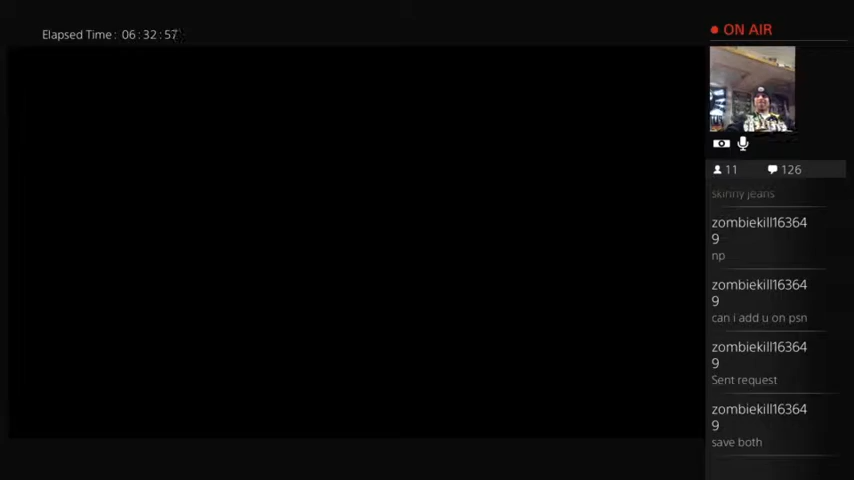 Elapsed Time: 06:32:57
ON AIR
11 126
skinny jeans
zombiekill16364
9
np
zombiekill16364
9
can i add u on psn
zombiekill16364
9
Sent request
zombiekill16364
9
save both